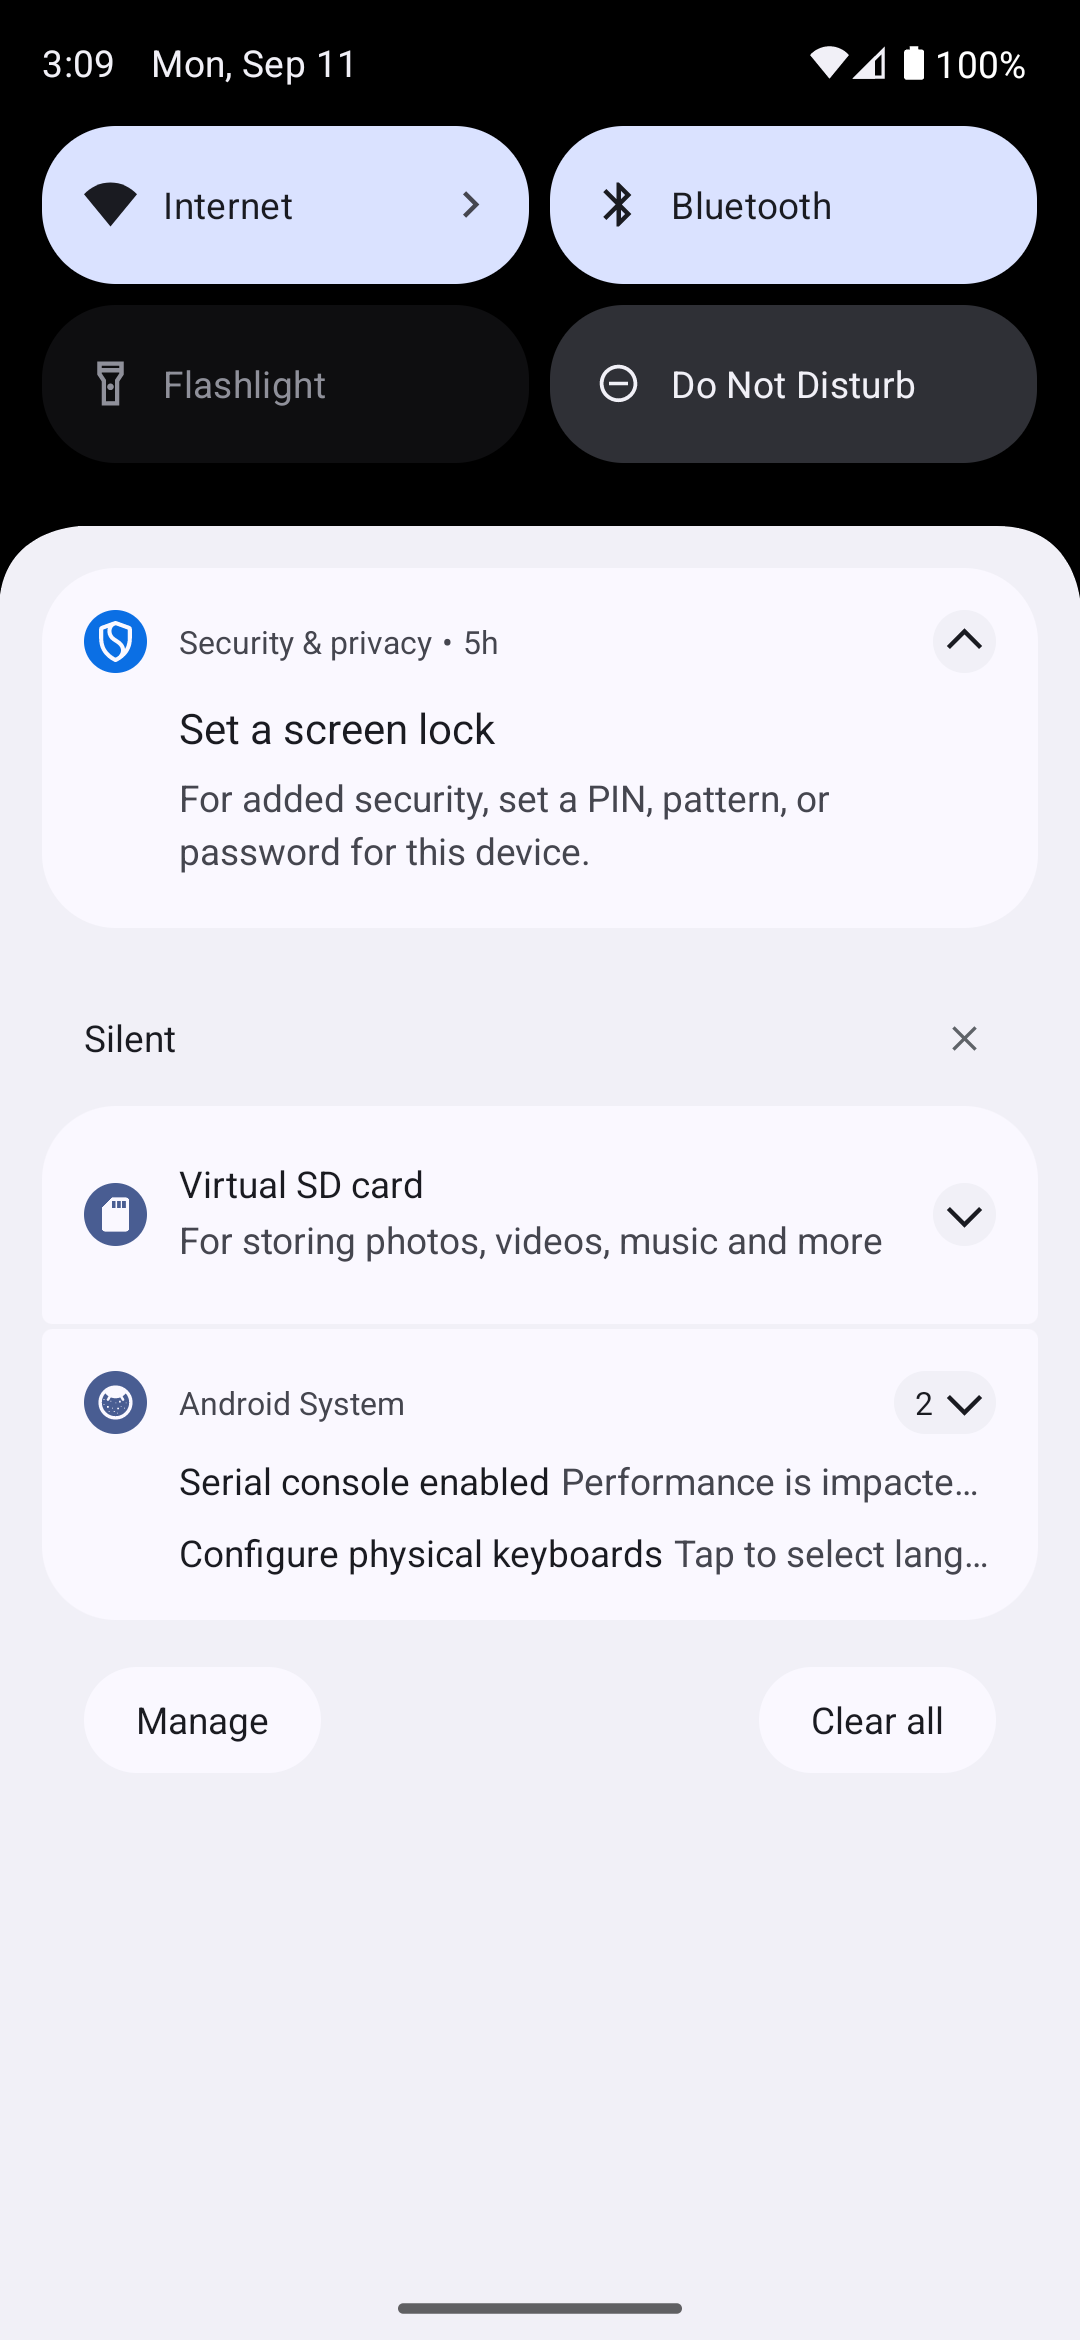 3:09 Mon, Sep 11 100%
Internet Bluetooth
Flashlight Do Not Disturb
Security & privacy • 5h
Set a screen lock
For added security, set a PIN, pattern, or
password for this device.
Silent
Virtual SD card
For storing photos, videos, music and more
Android System 2
Serial console enabled Performance is impacte…
Configure physical keyboards Tap to select lang…
Manage Clear all